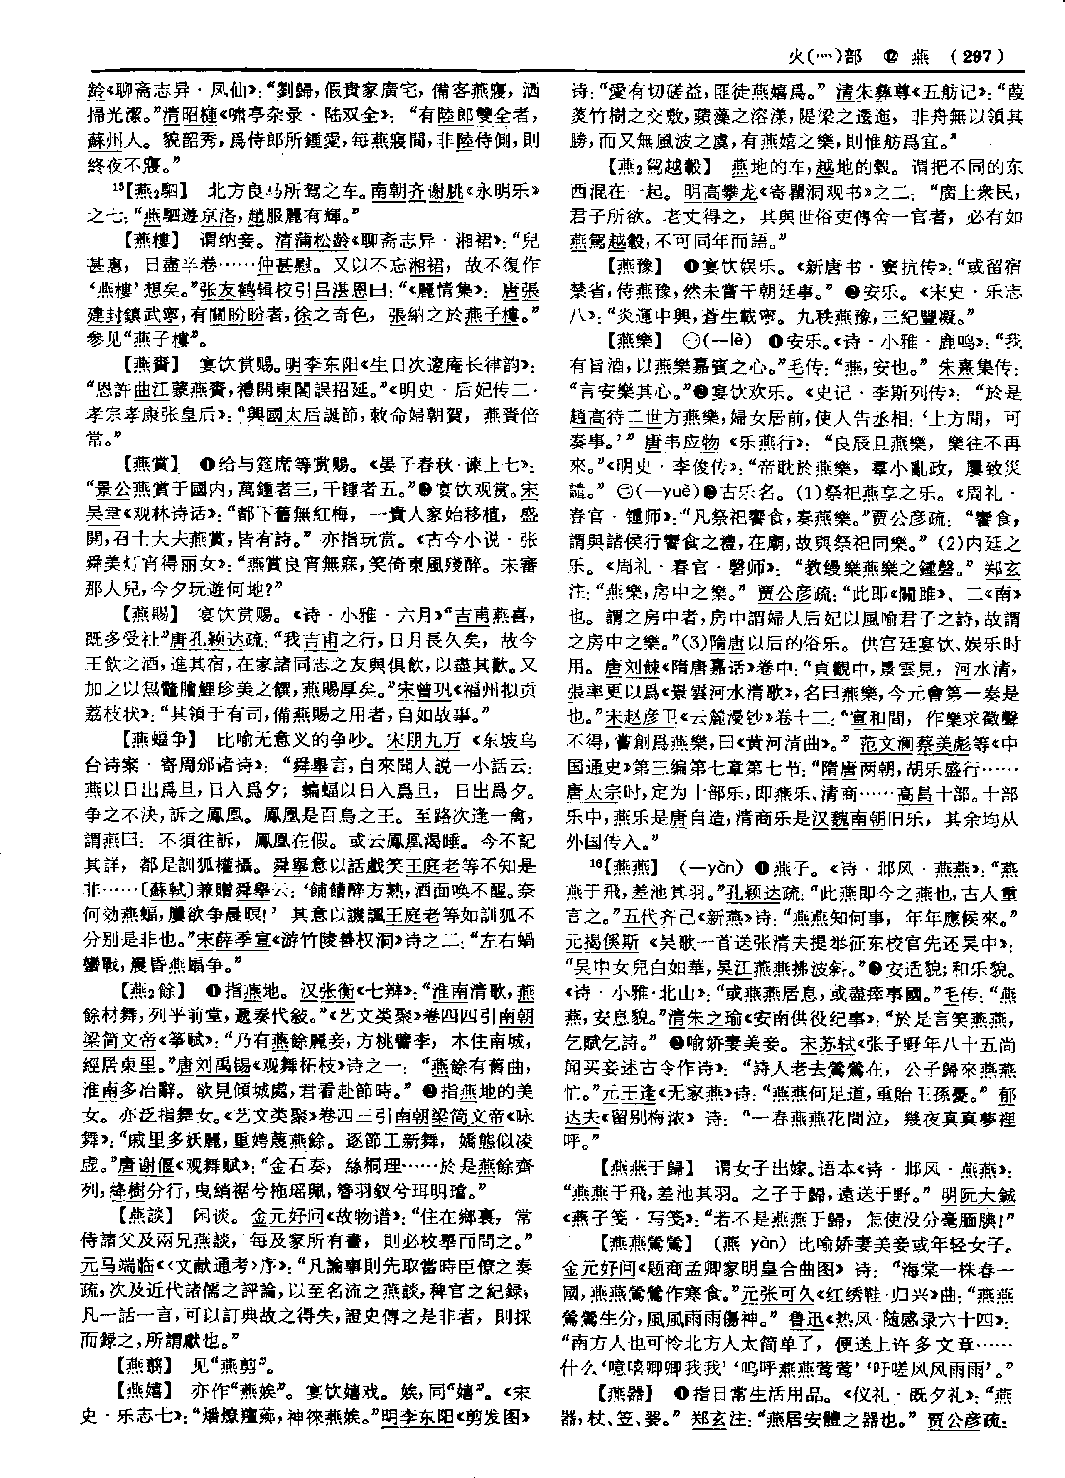 火(灬)部 ⑫ 燕 (297)
龄《聊斋志异·凤仙》:“劉歸,假貴家廣宅,備客燕寢,洒
掃光潔。”清昭槤《啸亭杂录·陆双全》:“有陸郎雙全者,
蘇州人。貌韶秀,爲侍郎所鍾愛,每燕寢間,非陸侍側,則
終夜不寢。”
15【燕2駟】 北方良马所驾之车。南朝齐谢朓《永明乐》
之七:“燕駟遊京洛,趙服麗有輝。”
【燕樓】 谓纳妾。清蒲松龄《聊斋志异·湘裙》:“兒
甚惠,日盡半卷……仲甚慰。又以不忘湘裙,故不復作
‘燕樓’想矣。”张友鹤辑校引吕湛恩曰:“《麗情集》:唐張
建封鎮武寧,有關盼盼者,徐之奇色,張納之於燕子樓。”
参见“燕子樓”。
【燕賚】 宴饮赏赐。明李东阳《生日次邃庵长律韵》:
“恩許曲江蒙燕賚,禮開東閣誤招延。”《明史·后妃传二·
孝宗孝康张皇后》:“興國太后誕節,敕命婦朝賀,燕賚倍
常。”
【燕賞】 ❶给与筵席等赏赐。《晏子春秋·谏上七》:
“景公燕賞于國内,萬鍾者三,千鍾者五。”❷宴饮观赏。宋
吴聿《观林诗话》:“都下舊無紅梅,一貴人家始移植,盛
開,召士大夫燕賞,皆有詩。”亦指玩赏。《古今小说·张
舜美灯宵得丽女》:“燕賞良宵無寐,笑倚東風殘醉。未審
那人兒,今夕玩遊何地?”
【燕賜】 宴饮赏赐。《诗·小雅·六月》“吉甫燕喜,
既多受祉”唐孔颖达疏:“我吉甫之行,日月長久矣,故今
王飲之酒,進其宿,在家諸同志之友與俱飲,以盡其歡。又
加之以炰鼈膾鯉珍美之饌,燕賜厚矣。”宋曾巩《福州拟贡
荔枝状》:“其領于有司,備燕賜之用者,自如故事。”
【燕蝠争】 比喻无意义的争吵。宋朋九万《东坡乌
台诗案·寄周邠诸诗》:“舜舉言,自來聞人説一小話云:
燕以日出爲旦,日入爲夕;蝙蝠以日入爲旦,日出爲夕。
争之不決,訴之鳳凰。鳳凰是百鳥之王。至路次逢一禽,
謂燕曰:不須往訴,鳳凰在假。或云鳳凰渴睡。今不記
其詳,都是訓狐權攝。舜舉意以話戲笑王庭老等不知是
非……〔蘇軾〕兼贈舜舉云:‘餔糟醉方熟,洒面唤不醒。奈
何効燕蝠,屢欲争晨暝!’其意以譏諷王庭老等如訓狐不
分别是非也。”宋薛季宣《游竹陵善权洞》诗之二:“左右蝸
蠻戰,晨昏燕蝠争。”
【燕2餘】 ❶指燕地。汉张衡《七辩》:“淮南清歌,燕
餘材舞,列乎前堂,遞奏代叙。”《艺文类聚》卷四四引南朝
梁简文帝《筝赋》:“乃有燕餘麗妾,方桃譬李,本住南城,
經居東里。”唐刘禹锡《观舞柘枝》诗之一:“燕餘有舊曲,
淮南多冶辭。欲見傾城處,君看赴節時。”❷指燕地的美
女。亦泛指舞女。《艺文类聚》卷四三引南朝梁简文帝《咏
舞》:“戚里多妖麗,重娉蔑燕餘。逐節工新舞,嬌態似凌
虚。”唐谢偃《观舞赋》:“金石奏,絲桐理……於是燕餘齊
列,絳樹分行,曳綃裾兮拖瑶珮,簪羽釵兮珥明璫。”
【燕談】 闲谈。金元好问《故物谱》:“住在鄉裏,常
侍諸父及兩兄燕談,每及家所有書,則必枚舉而問之。”
元马端临《〈文献通考〉序》:“凡論事則先取當時臣僚之奏
疏,次及近代諸儒之評論,以至名流之燕談,稗官之紀録,
凡一話一言,可以訂典故之得失,證史傳之是非者,則採
而録之,所謂獻也。”
【燕翦】 见“燕剪”。
【燕嬉】 亦作“燕娭”。宴饮嬉戏。娭,同“嬉”。《宋
史·乐志七》:“燔燎羶薌,神徠燕娭。”明李东阳《剪发图》
诗:“愛有切磋益,匪徒燕嬉爲。”清朱彝尊《五舫记》:“葭
菼竹樹之交敷,蘋藻之溶漾,隄梁之逶迤,非舟無以領其
勝,而又無風波之虞,有燕嬉之樂,則惟舫爲宜。”
【燕2駕越轂】 燕地的车,越地的毂。谓把不同的东
西混在一起。明高攀龙《寄瞿洞观书》之二:“廣土衆民,
君子所欲。老丈得之,其與世俗吏傳舍一官者,必有如
燕駕越轂,不可同年而語。”
【燕豫】 ❶宴饮娱乐。《新唐书·窦抗传》:“或留宿
禁省,侍燕豫,然未嘗干朝廷事。”❷安乐。《宋史·乐志
八》:“炎運中興,蒼生載寧。九秩燕豫,三紀豐凝。”
【燕樂】 ㊀(—lè) ❶安乐。《诗·小雅·鹿鸣》:“我
有旨酒,以燕樂嘉賓之心。”毛传:“燕,安也。”朱熹集传:
“言安樂其心。”❷宴饮欢乐。《史记·李斯列传》:“於是
趙高待二世方燕樂,婦女居前,使人告丞相:‘上方閒,可
奏事。’”唐韦应物《乐燕行》:“良辰且燕樂,樂往不再
來。”《明史·李俊传》:“帝耽於燕樂,羣小亂政,屢致災
譴。”㊁(—yuè)❷古乐名。(1)祭祀燕享之乐。《周礼·
春官·锺师》:“凡祭祀饗食,奏燕樂。”贾公彦疏:“饗食,
謂與諸侯行饗食之禮,在廟,故與祭祀同樂。”(2)内廷之
乐。《周礼·春官·磬师》:“教縵樂燕樂之鍾磬。”郑玄
注:“燕樂,房中之樂。”贾公彦疏:“此即《關雎》、二《南》
也。謂之房中者,房中謂婦人后妃以風喻君子之詩,故謂
之房中之樂。”(3)隋唐以后的俗乐。供宫廷宴饮、娱乐时
用。唐刘餗《隋唐嘉话》卷中:“貞觀中,景雲見,河水清,
張率更以爲《景雲河水清歌》,名曰燕樂,今元會第一奏是
也。”宋赵彦卫《云麓漫钞》卷十二:“宣和間,作樂求徵聲
不得,嘗創爲燕樂,曰《黄河清曲》。”范文澜蔡美彪等《中
国通史》第三编第七章第七节:“隋唐两朝,胡乐盛行……
唐太宗时,定为十部乐,即燕乐、清商……高昌十部。十部
乐中,燕乐是唐自造,清商乐是汉魏南朝旧乐,其余均从
外国传入。”
16【燕燕】 (—yàn) ❶燕子。《诗·邶风·燕燕》:“燕
燕于飛,差池其羽。”孔颖达疏:“此燕即今之燕也,古人重
言之。”五代齐己《新燕》诗:“燕燕知何事,年年應候來。”
元揭傒斯《吴歌一首送张清夫提举征东校官先还吴中》:
“吴中女兒白如華,吴江燕燕拂波斜。”❷安适貌;和乐貌。
《诗·小雅·北山》:“或燕燕居息,或盡瘁事國。”毛传:“燕
燕,安息貌。”清朱之瑜《安南供役纪事》:“於是言笑燕燕,
乞賦乞詩。”❸喻娇妻美妾。宋苏轼《张子野年八十五尚
闻买妾述古令作诗》:“詩人老去鶯鶯在,公子歸來燕燕
忙。”元王逢《无家燕》诗:“燕燕何足道,重貽王孫憂。”郁
达夫《留别梅浓》诗:“一春燕燕花間泣,幾夜真真夢裡
呼。”
【燕燕于歸】 谓女子出嫁。语本《诗·邶风·燕燕》:
“燕燕于飛,差池其羽。之子于歸,遠送于野。”明阮大鋮
《燕子笺·写笺》:“若不是燕燕于歸,怎使没分毫腼腆!”
【燕燕鶯鶯】 (燕 yàn)比喻娇妻美妾或年轻女子。
金元好问《题商孟卿家明皇合曲图》诗:“海棠一株春一
國,燕燕鶯鶯作寒食。”元张可久《红绣鞋·归兴》曲:“燕燕
鶯鶯生分,風風雨雨傷神。”鲁迅《热风·随感录六十四》:
“南方人也可怜北方人太简单了,便送上许多文章……
什么‘噫嘻卿卿我我’‘呜呼燕燕莺莺’‘吁嗟风风雨雨’。”
【燕器】 ❶指日常生活用品。《仪礼·既夕礼》:“燕
器,杖、笠、翣。”郑玄注:“燕居安體之器也。”贾公彦疏: